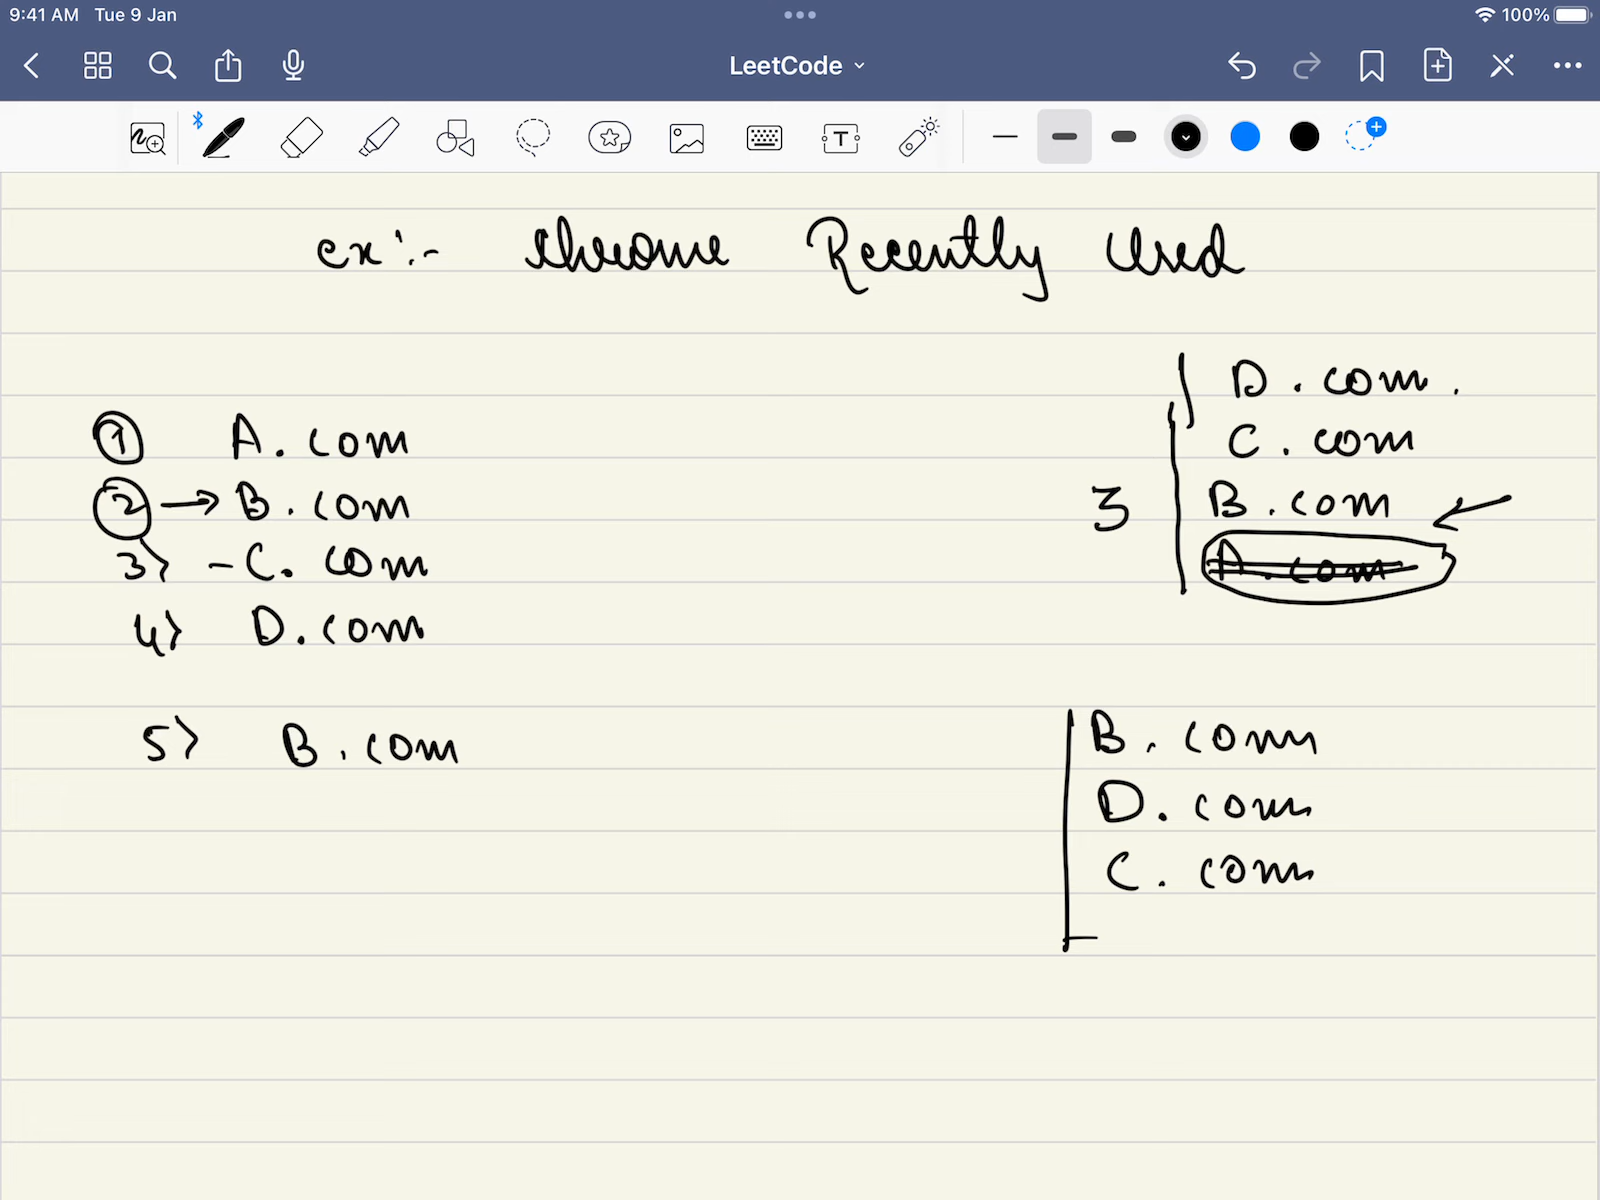 9:41 AM Tue 9 Jan
100%
LeetCode
T
ex:- Chrome Recently Used
① A.com
② → B.com
3> - C.com
4> D.com
5> B.com
D.com.
C.com
3 B.com
A.com
B.com
D.com
C.com